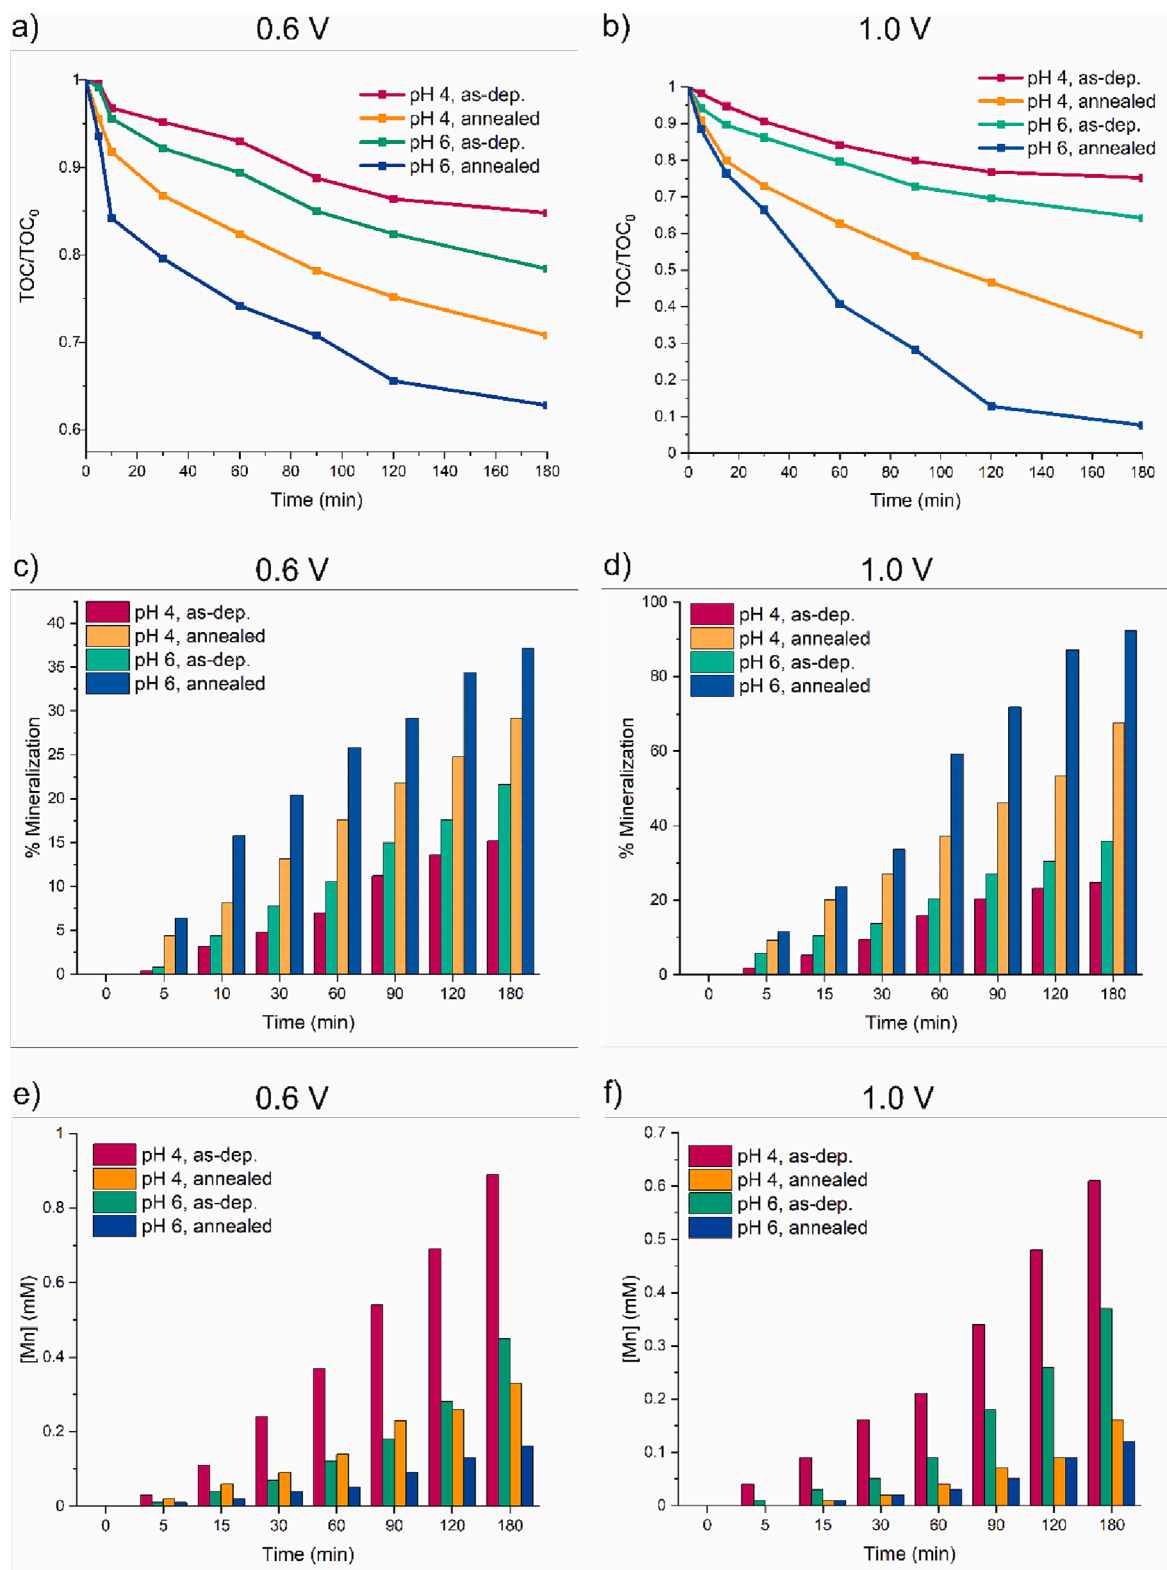 a) 0.6 V
pH 4, as-dep.
pH 4, annealed
pH 6, as-dep.
pH 6, annealed
1
0.9
0.8
0.7
0.6
TOC/TOC₀
0 20 40 60 80 100 120 140 160 180
Time (min)
b) 1.0 V
pH 4, as-dep.
pH 4, annealed
pH 6, as-dep.
pH 6, annealed
1
0.9
0.8
0.7
0.6
0.5
0.4
0.3
0.2
0.1
0
TOC/TOC₀
0 20 40 60 80 100 120 140 160 180
Time (min)
c) 0.6 V
pH 4, as-dep.
pH 4, annealed
pH 6, as-dep.
pH 6, annealed
40
35
30
25
20
15
10
5
0
% Mineralization
0 5 10 30 60 90 120 180
Time (min)
d) 1.0 V
pH 4, as-dep.
pH 4, annealed
pH 6, as-dep.
pH 6, annealed
100
80
60
40
20
0
% Mineralization
0 5 15 30 60 90 120 180
Time (min)
e) 0.6 V
pH 4, as-dep.
pH 4, annealed
pH 6, as-dep.
pH 6, annealed
1
0.8
0.6
0.4
0.2
0
[Mn] (mM)
0 5 15 30 60 90 120 180
Time (min)
f) 1.0 V
pH 4, as-dep.
pH 4, annealed
pH 6, as-dep.
pH 6, annealed
0.7
0.6
0.5
0.4
0.3
0.2
0.1
0
[Mn] (mM)
0 5 15 30 60 90 120 180
Time (min)